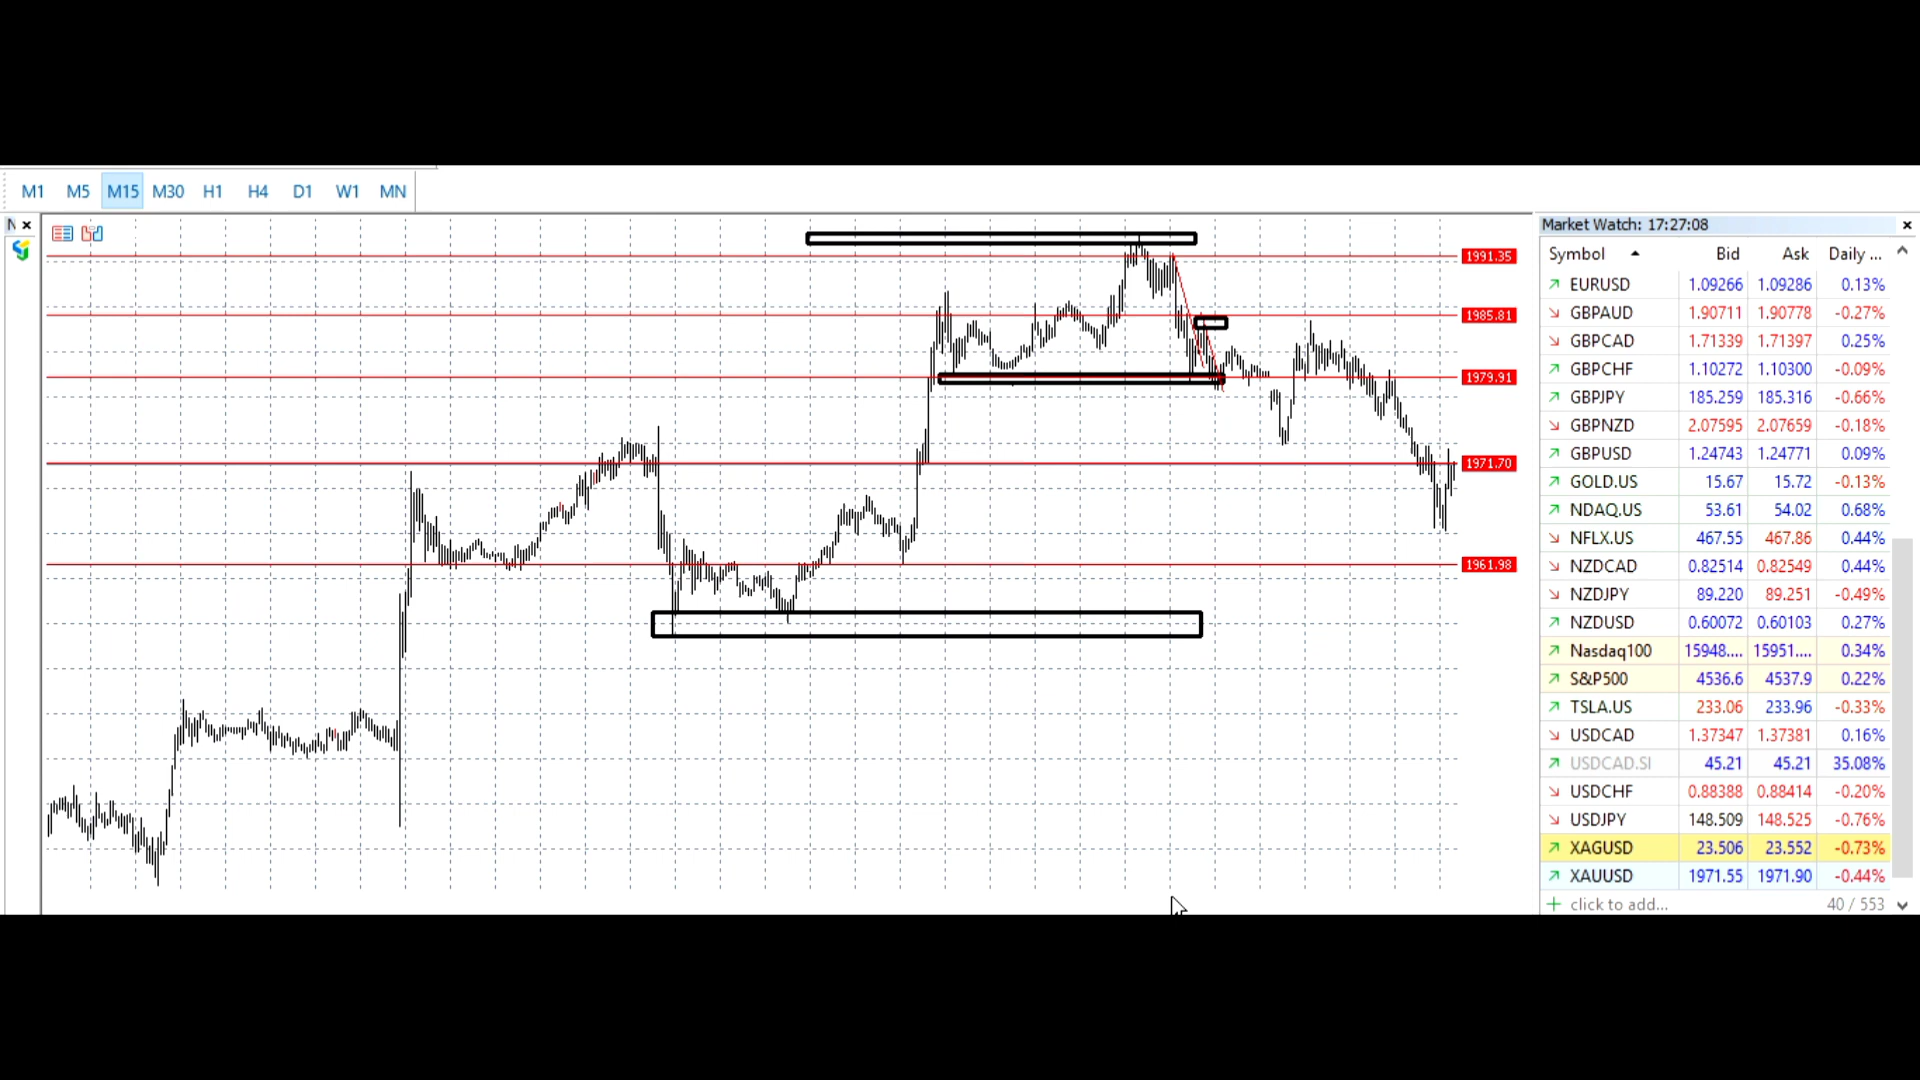 M1 M5 M15 M30 H1 H4 D1 W1 MN
N
Market Watch: 17:27:08
Symbol Bid Ask Daily ...
EURUSD 1.09266 1.09286 0.13%
GBPAUD 1.90711 1.90778 -0.27%
GBPCAD 1.71339 1.71397 0.25%
GBPCHF 1.10272 1.10300 -0.09%
GBPJPY 185.259 185.316 -0.66%
GBPNZD 2.07595 2.07659 -0.18%
GBPUSD 1.24743 1.24771 0.09%
GOLD.US 15.67 15.72 -0.13%
NDAQ.US 53.61 54.02 0.68%
NFLX.US 467.55 467.86 0.44%
NZDCAD 0.82514 0.82549 0.44%
NZDJPY 89.220 89.251 -0.49%
NZDUSD 0.60072 0.60103 0.27%
Nasdaq100 15948.... 15951.... 0.34%
S&P500 4536.6 4537.9 0.22%
TSLA.US 233.06 233.96 -0.33%
USDCAD 1.37347 1.37381 0.16%
USDCAD.SI 45.21 45.21 35.08%
USDCHF 0.88388 0.88414 -0.20%
USDJPY 148.509 148.525 -0.76%
XAGUSD 23.506 23.552 -0.73%
XAUUSD 1971.55 1971.90 -0.44%
click to add... 40 / 553
1991.35
1985.81
1979.91
1971.70
1961.98